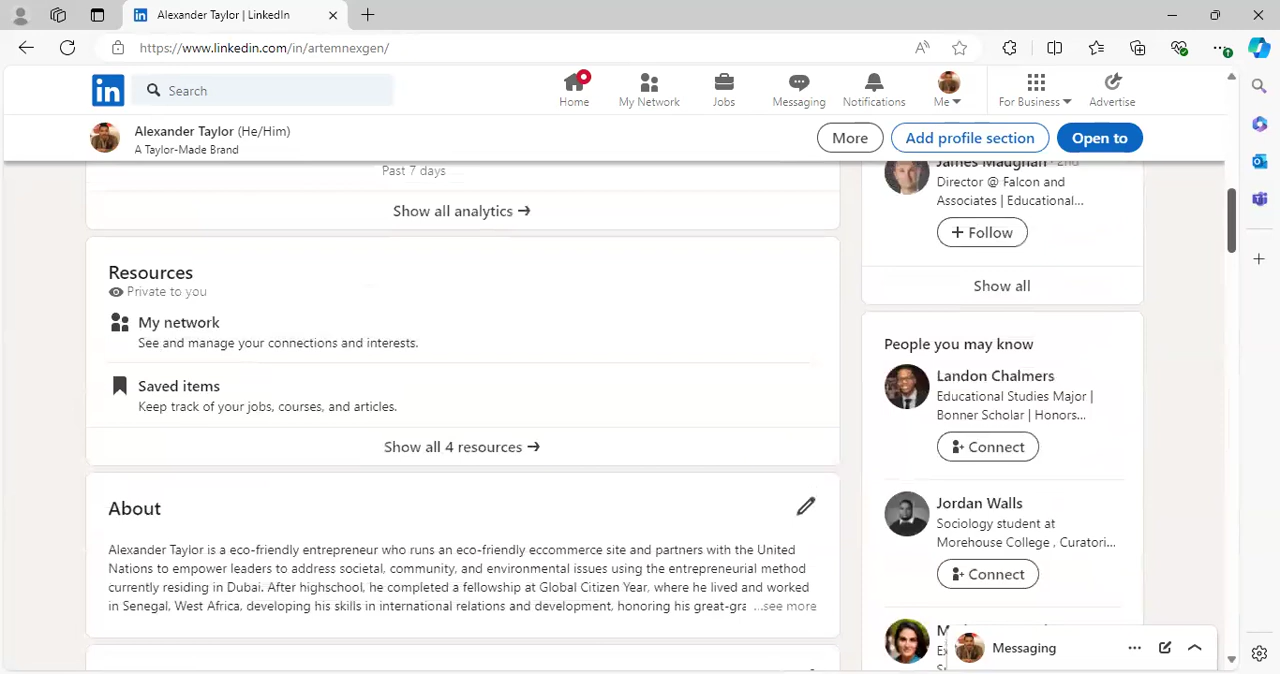 Alexander Taylor | LinkedIn
https://www.linkedin.com/in/artemnexgen/
in
Search
Home
My Network
Jobs
Messaging
Notifications
Me
For Business
Advertise
Alexander Taylor (He/Him)
A Taylor-Made Brand
More
Add profile section
Open to
Past 7 days
Show all analytics →
Resources
Private to you
My network
See and manage your connections and interests.
Saved items
Keep track of your jobs, courses, and articles.
Show all 4 resources →
About
Alexander Taylor is a eco-friendly entrepreneur who runs an eco-friendly eccommerce site and partners with the United
Nations to empower leaders to address societal, community, and environmental issues using the entrepreneurial method
currently residing in Dubai. After highschool, he completed a fellowship at Global Citizen Year, where he lived and worked
in Senegal, West Africa, developing his skills in international relations and development, honoring his great-gra ...see more
James Maughan · 2nd
Director @ Falcon and
Associates | Educational...
+ Follow
Show all
People you may know
Landon Chalmers
Educational Studies Major |
Bonner Scholar | Honors...
Connect
Jordan Walls
Sociology student at
Morehouse College , Curatori...
Connect
Messaging